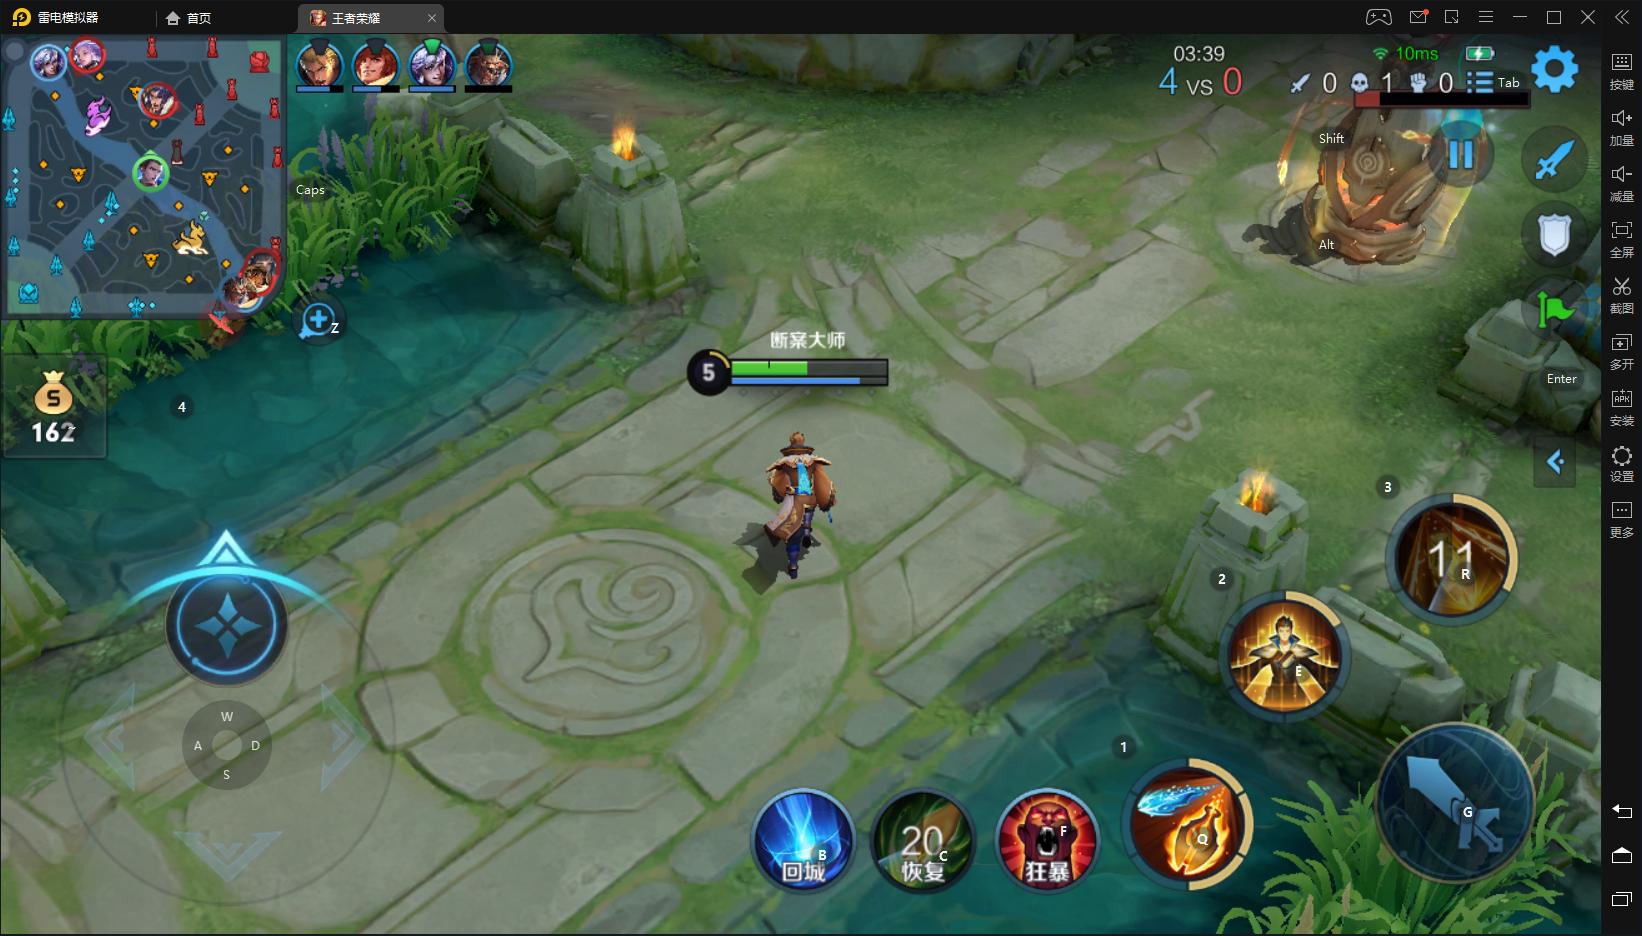 雷电模拟器
首页
王者荣耀
03:39
4 VS 0
10ms
0 1 0
Tab
Shift
Caps
Alt
Z
断案大师
5
S
162
4
Enter
3
11
R
2
E
W
A D
S
1
B
回城
20
C
恢复
F
狂暴
Q
G
按键
加量
减量
全屏
截图
多开
APK
安装
设置
更多